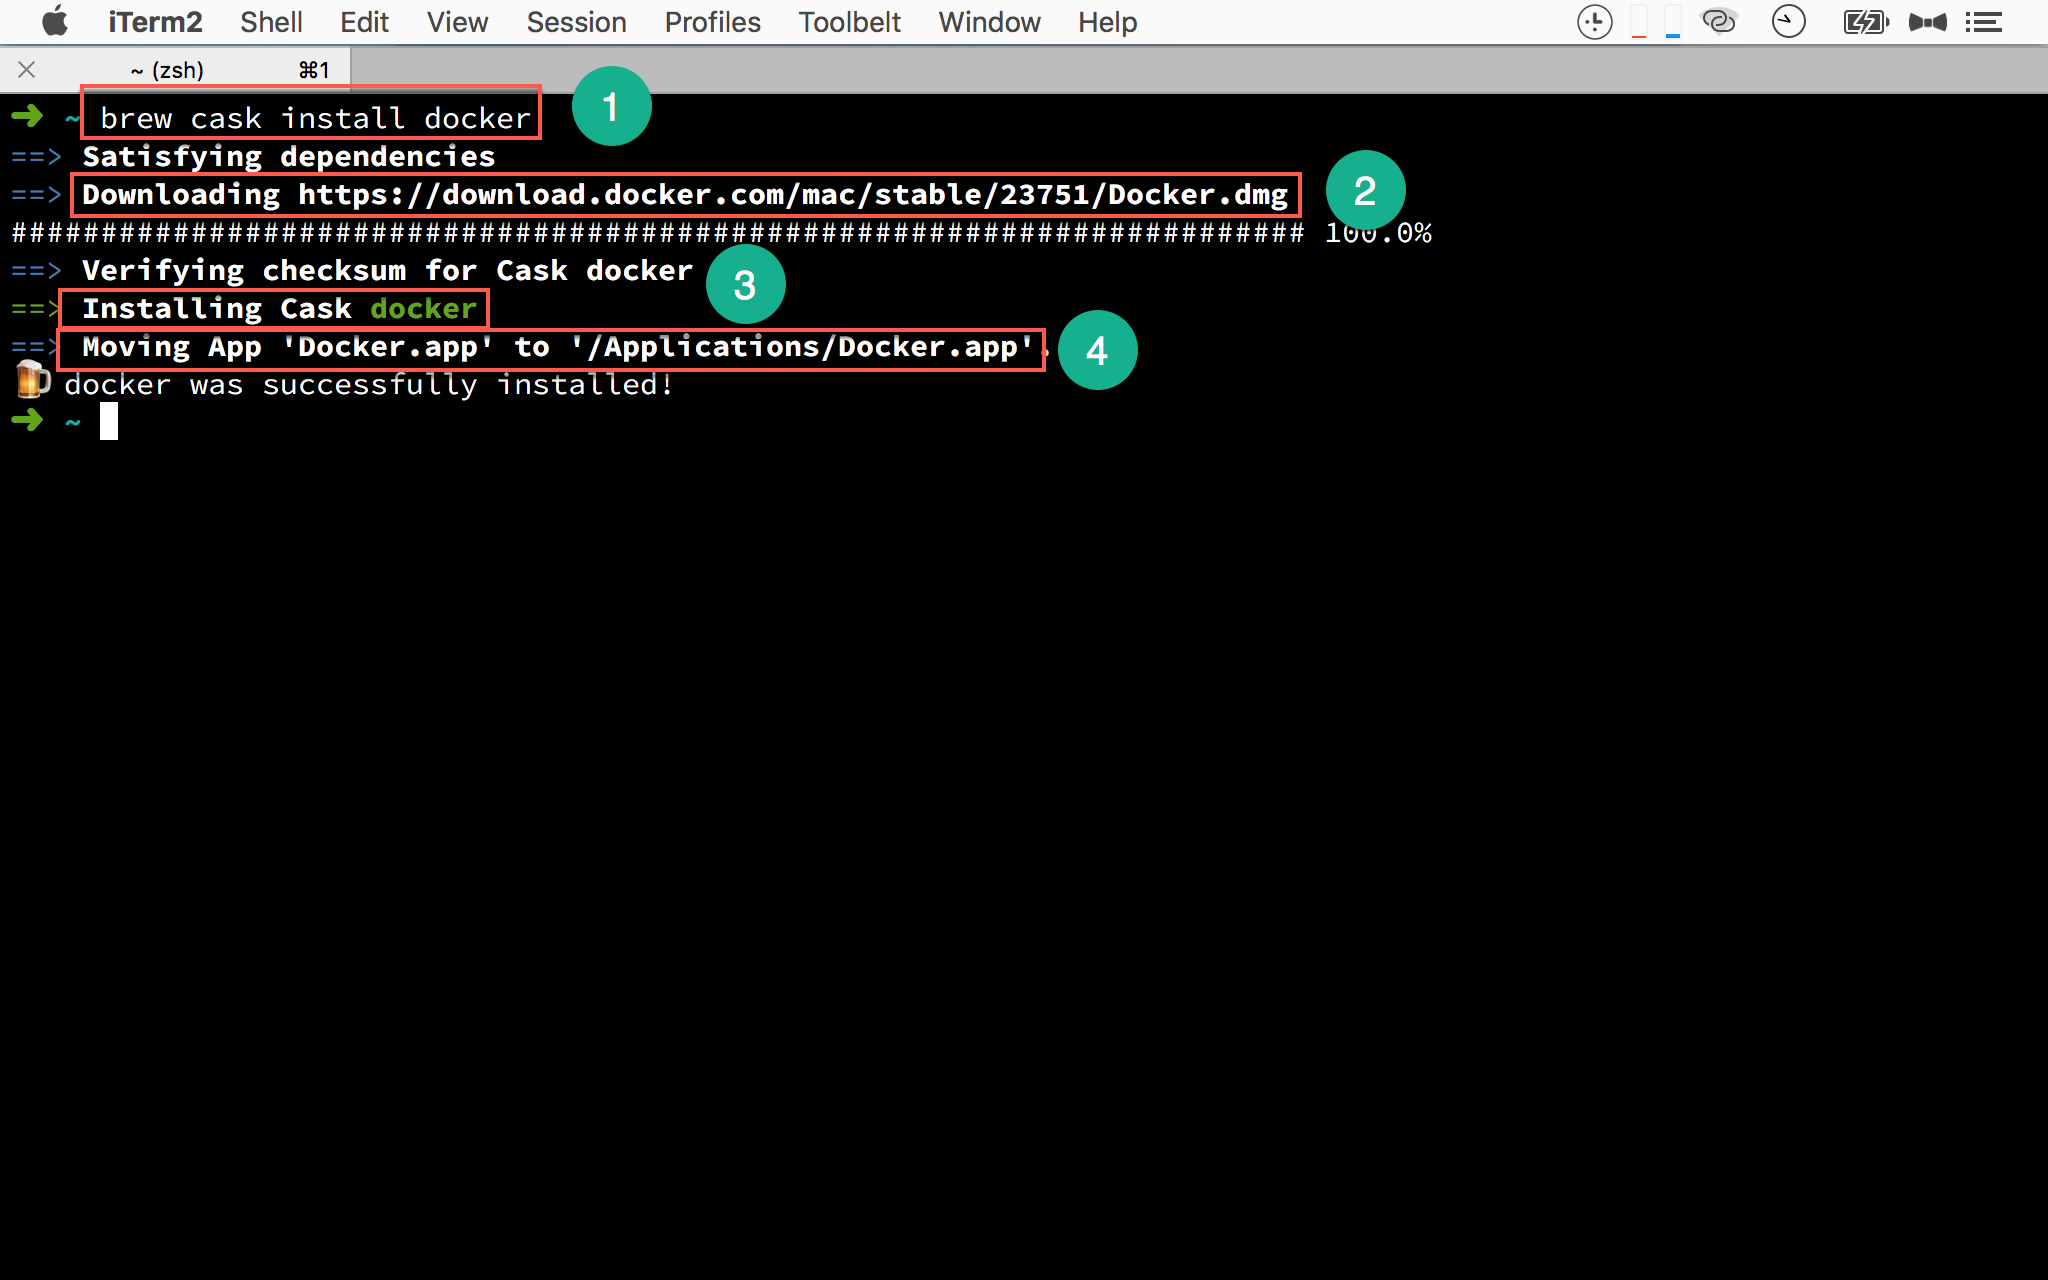 iTerm2 Shell Edit View Session Profiles Toolbelt Window Help
~ (zsh) ⌘1
➜ ~ brew cask install docker 1
==> Satisfying dependencies
==> Downloading https://download.docker.com/mac/stable/23751/Docker.dmg 2
######################################################################## 100.0%
==> Verifying checksum for Cask docker
==> Installing Cask docker 3
==> Moving App 'Docker.app' to '/Applications/Docker.app'. 4
🍺 docker was successfully installed!
➜ ~